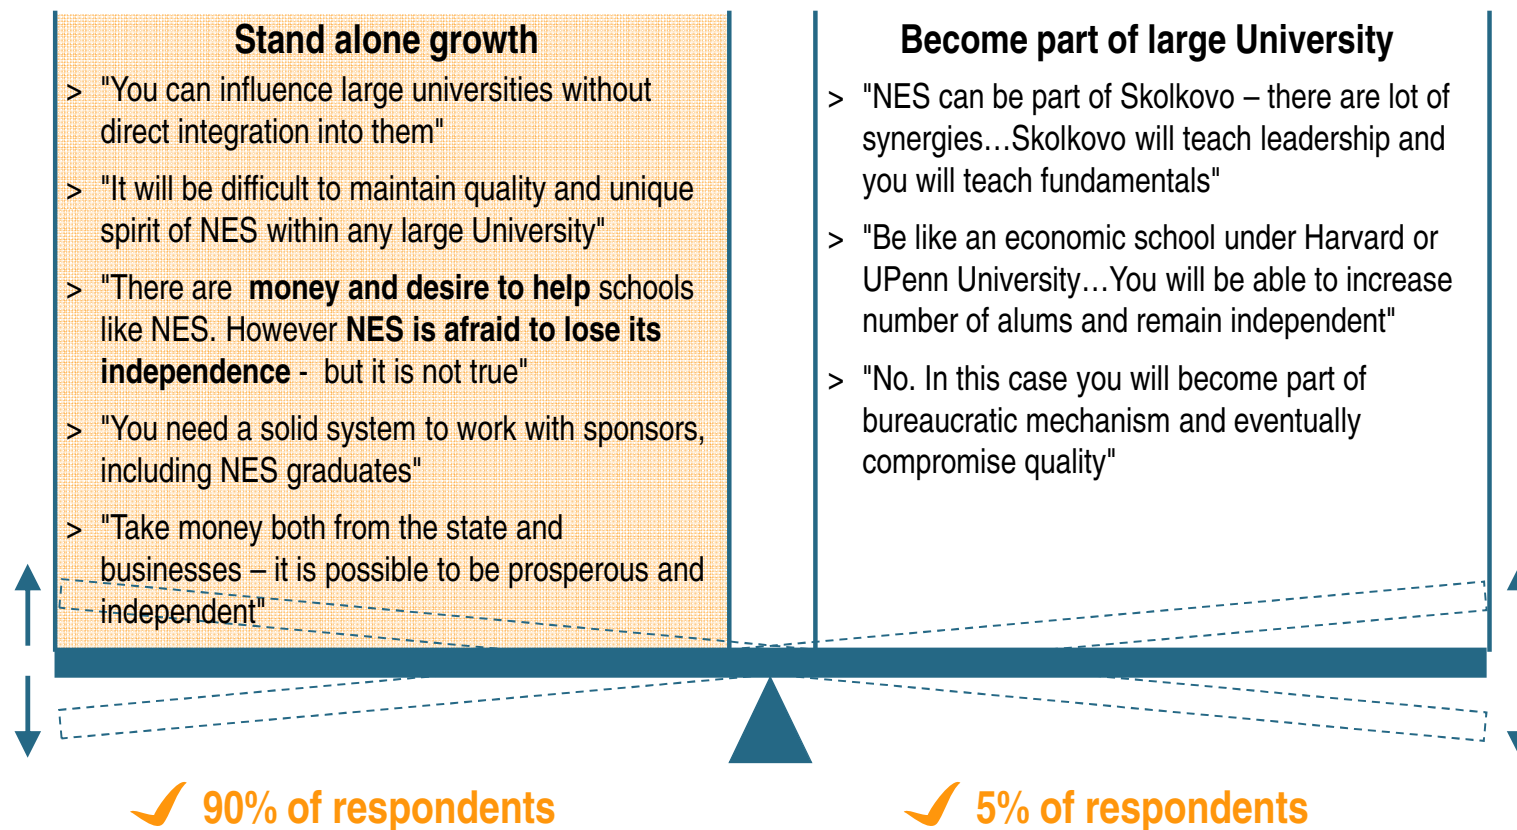 Stand alone growth
> "You can influence large universities without
direct integration into them"
> "It will be difficult to maintain quality and unique
spirit of NES within any large University"
> "There are  money and desire to help schools
like NES. However NES is afraid to lose its
independence -  but it is not true"
> "You need a solid system to work with sponsors,
including NES graduates"
> "Take money both from the state and
businesses – it is possible to be prosperous and
independent"
90% of respondents
Become part of large University
> "NES can be part of Skolkovo – there are lot of
synergies…Skolkovo will teach leadership and
you will teach fundamentals"
> "Be like an economic school under Harvard or
UPenn University…You will be able to increase
number of alums and remain independent"
> "No. In this case you will become part of
bureaucratic mechanism and eventually
compromise quality"
5% of respondents